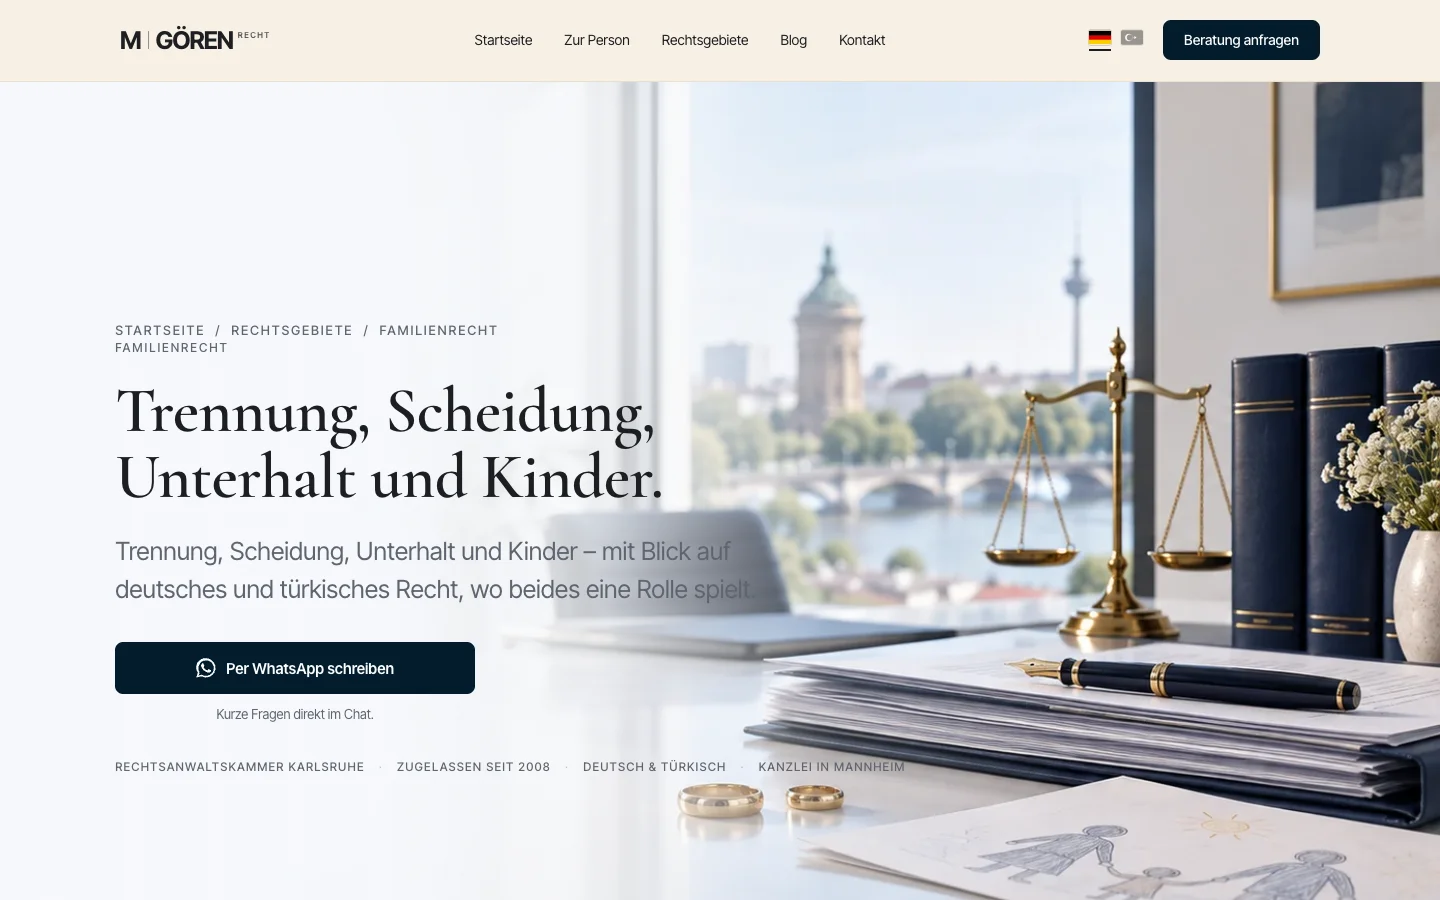 M | GÖREN RECHT
Startseite Zur Person Rechtsgebiete Blog Kontakt
Beratung anfragen
STARTSEITE / RECHTSGEBIETE / FAMILIENRECHT
FAMILIENRECHT
Trennung, Scheidung,
Unterhalt und Kinder.
Trennung, Scheidung, Unterhalt und Kinder – mit Blick auf
deutsches und türkisches Recht, wo beides eine Rolle spielt.
Per WhatsApp schreiben
Kurze Fragen direkt im Chat.
RECHTSANWALTSKAMMER KARLSRUHE · ZUGELASSEN SEIT 2008 · DEUTSCH & TÜRKISCH · KANZLEI IN MANNHEIM